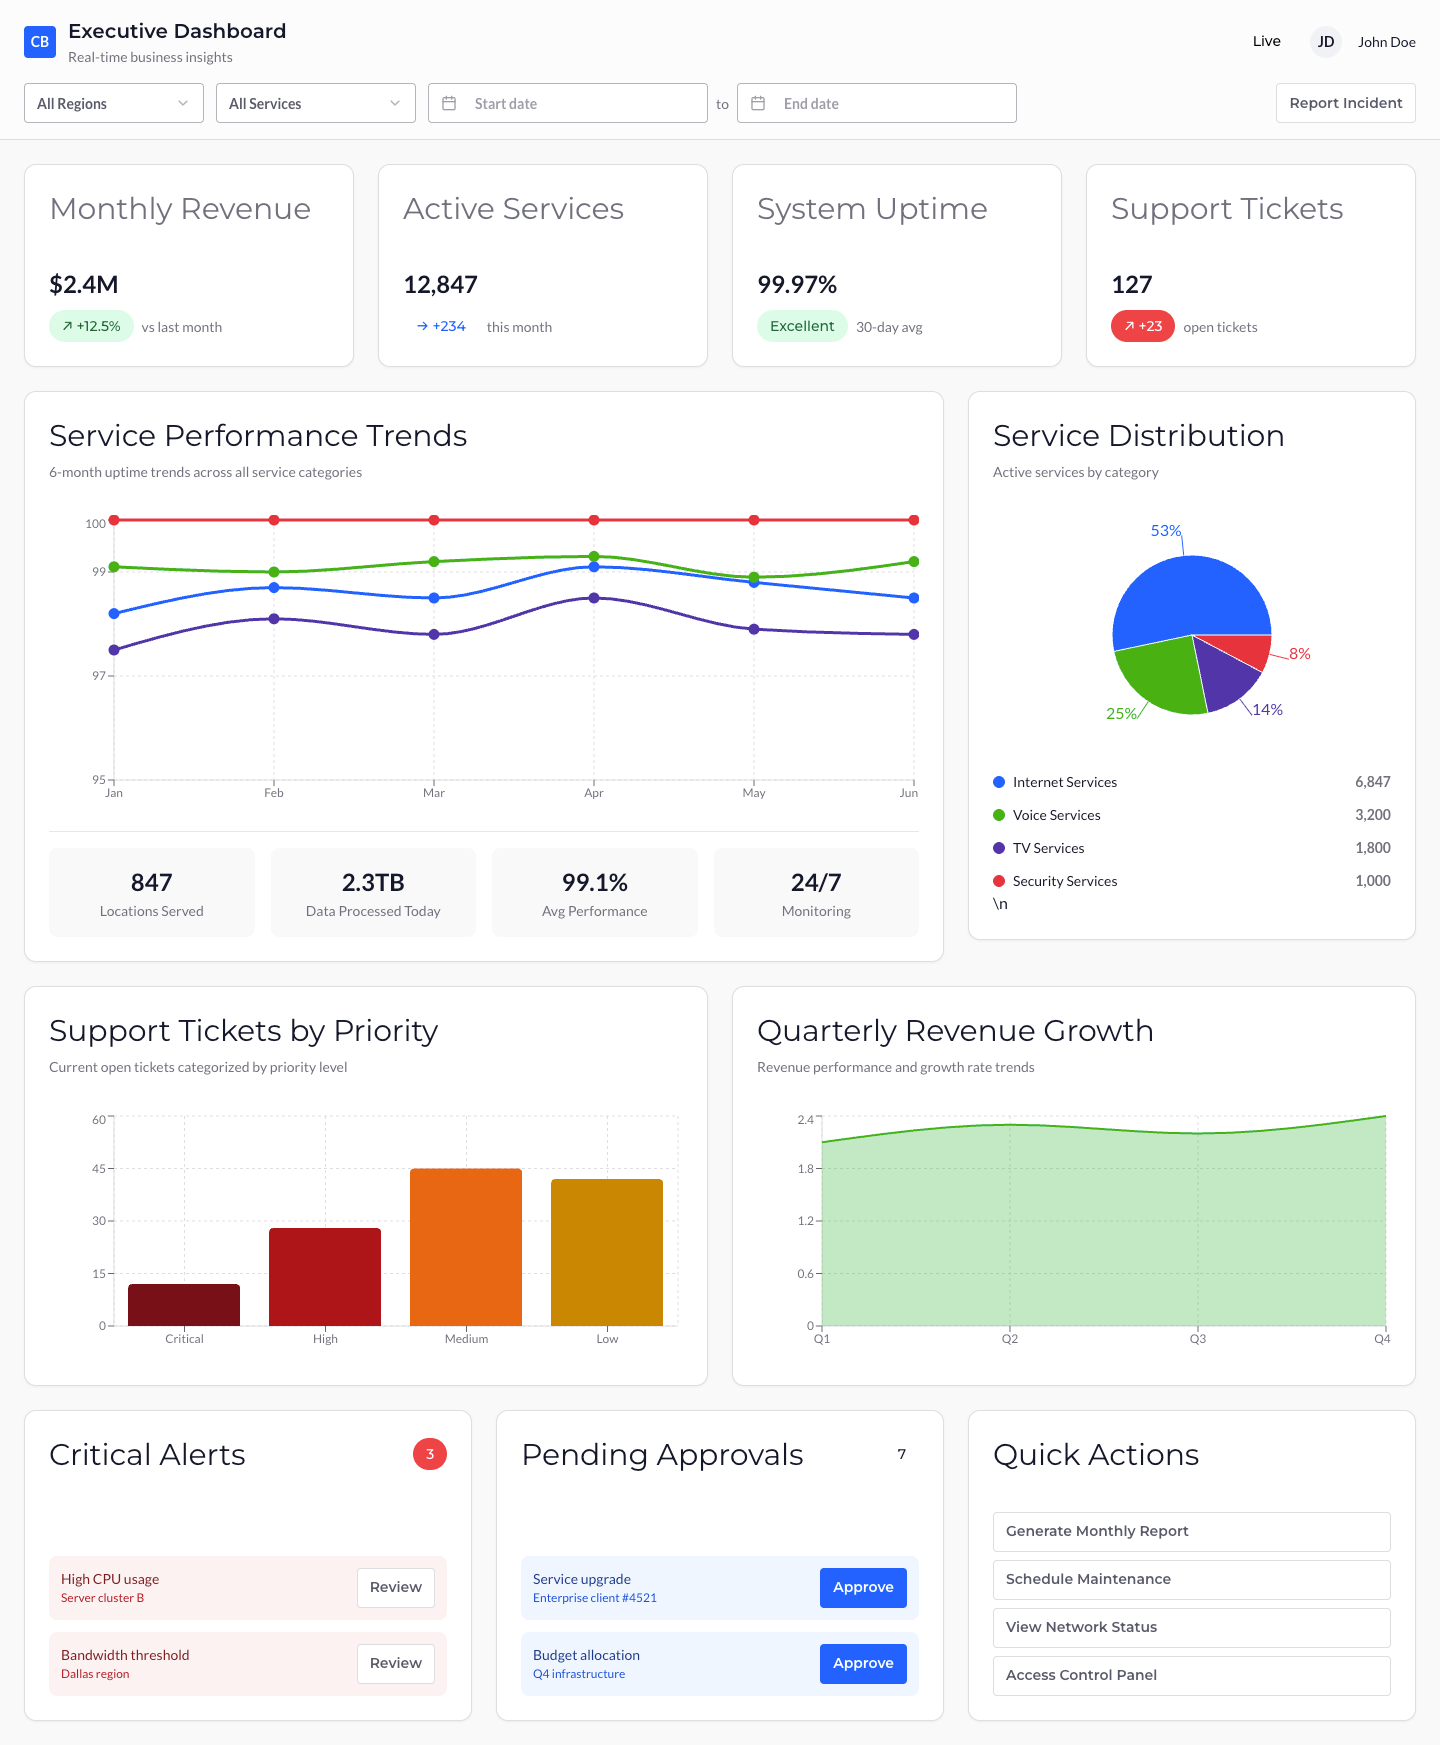 CB
Executive Dashboard
Real-time business insights
Live
JD
John Doe
All Regions
All Services
Start date
to
End date
Report Incident
Monthly Revenue
$2.4M
↗ +12.5% vs last month
Active Services
12,847
→ +234 this month
System Uptime
99.97%
Excellent 30-day avg
Support Tickets
127
↗ +23 open tickets
Service Performance Trends
6-month uptime trends across all service categories
100
99
97
95
Jan Feb Mar Apr May Jun
847
Locations Served
2.3TB
Data Processed Today
99.1%
Avg Performance
24/7
Monitoring
Service Distribution
Active services by category
53%
8%
14%
25%
Internet Services 6,847
Voice Services 3,200
TV Services 1,800
Security Services 1,000
\n
Support Tickets by Priority
Current open tickets categorized by priority level
60
45
30
15
0
Critical High Medium Low
Quarterly Revenue Growth
Revenue performance and growth rate trends
2.4
1.8
1.2
0.6
0
Q1 Q2 Q3 Q4
Critical Alerts 3
High CPU usage
Server cluster B
Review
Bandwidth threshold
Dallas region
Review
Pending Approvals 7
Service upgrade
Enterprise client #4521
Approve
Budget allocation
Q4 infrastructure
Approve
Quick Actions
Generate Monthly Report
Schedule Maintenance
View Network Status
Access Control Panel